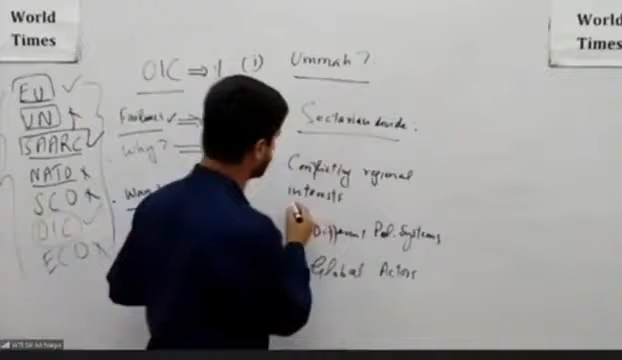 World
Times
World
Times
OIC ⇒ 1 (i) Ummah?
EU ✓
UN
SAARC
NATO x
SCO x
OIC ✓
ECO x
Failures ✓ ⇒
Why?
Sectarian divide.
Conflicting regional
interests
Different Pol. Systems
Global Actors